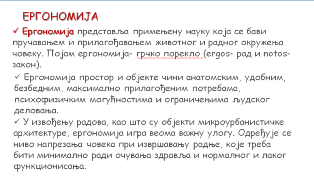 ЕРГОНОМИЈА
✓ Ергономија представља примењену науку која се бави
пручавањем и прилагођавањем животног и радног окружења
човеку. Појам ергономија- грчко порекло (ergos- рад и notos-
закон).
✓ Ергономија простор и објекте чини анатомским, удобним,
безбедним, максимално прилагођеним потребама,
психофизичким могућностима и ограничењима људског
деловања.
✓ У извођењу радова, као што су објекти микроурбанистичке
архитектуре, ергономија игра веома важну улогу. Одређује се
ниво напрезања човека при извршавању радње, које треба
бити минимално ради очувања здравља и нормалног и лаког
функционисања.